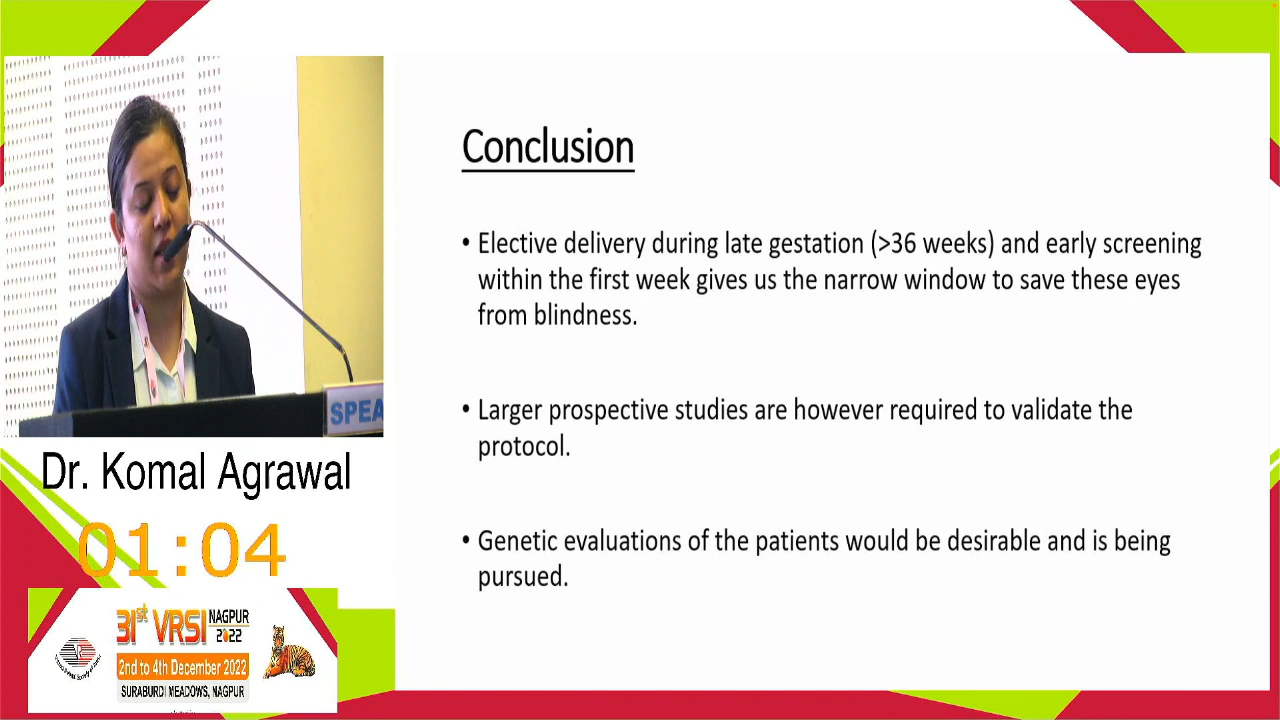 Conclusion
• Elective delivery during late gestation (>36 weeks) and early screening
within the first week gives us the narrow window to save these eyes
from blindness.
• Larger prospective studies are however required to validate the
protocol.
• Genetic evaluations of the patients would be desirable and is being
pursued.
SPEA
Dr. Komal Agrawal
01:04
31st VRSI NAGPUR
2022
2nd to 4th December 2022
SURABURDI MEADOWS, NAGPUR